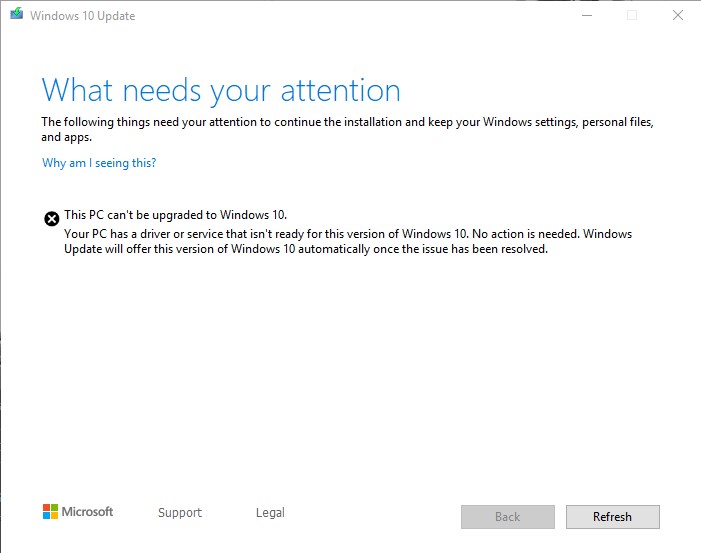 Windows 10 Update
What needs your attention
The following things need your attention to continue the installation and keep your Windows settings, personal files,
and apps.
Why am I seeing this?
This PC can't be upgraded to Windows 10.
Your PC has a driver or service that isn't ready for this version of Windows 10. No action is needed. Windows
Update will offer this version of Windows 10 automatically once the issue has been resolved.
Microsoft Support Legal Back Refresh